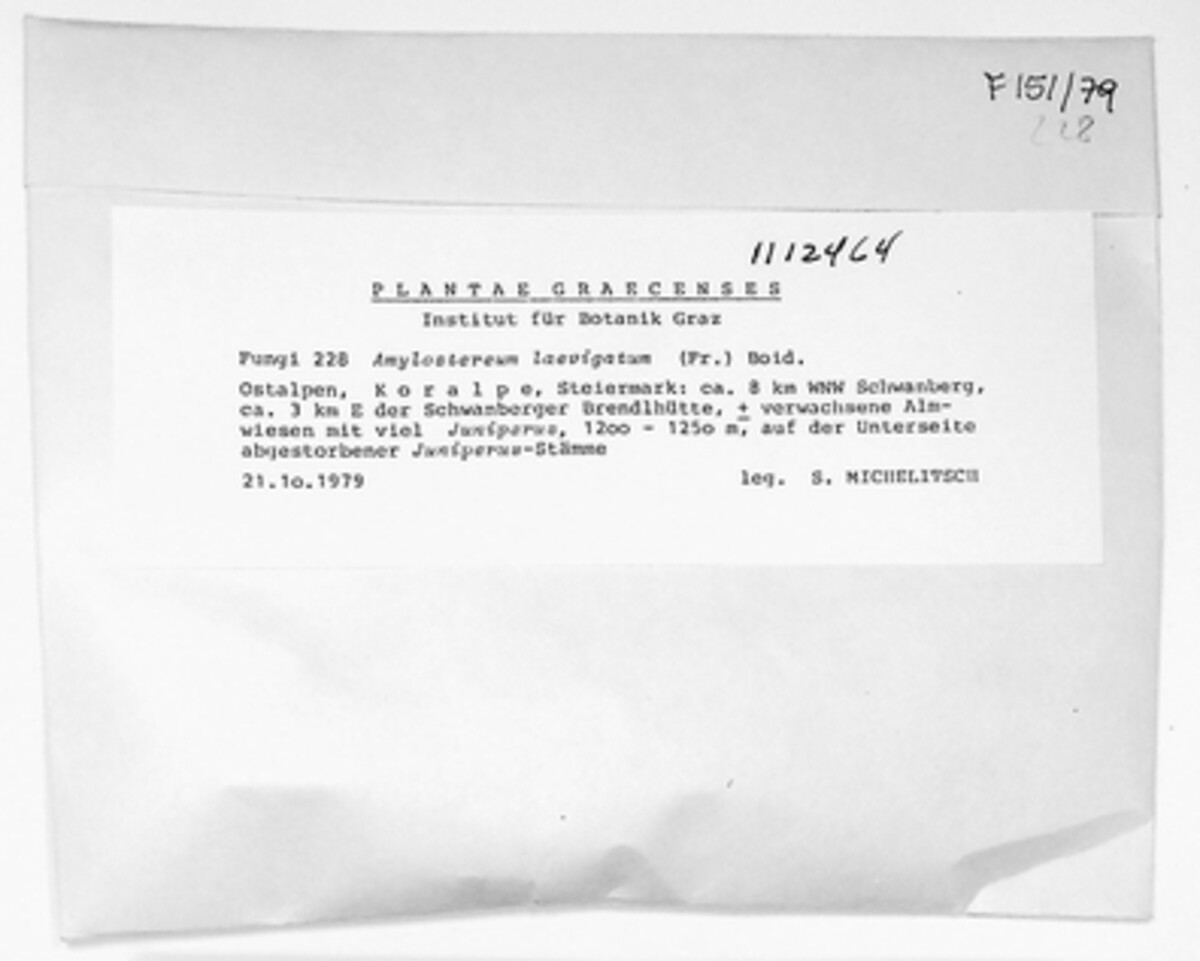 F 151/79
228
1112464
PLANTAE GRAECENSES
Institut für Botanik Graz
Fungi 228 Amylostereum laevigatum (Fr.) Boid.
Ostalpen, K o r a l p e, Steiermark: ca. 8 km WNW Schwanberg,
ca. 3 km E der Schwamberger Brendlhütte, ± verwachsene Alm-
wiesen mit viel Juniperus, 12oo - 125o m, auf der Unterseite
abgestorbener Juniperus-Stämme
21.1o.1979 leg. S. MICHELITSCH